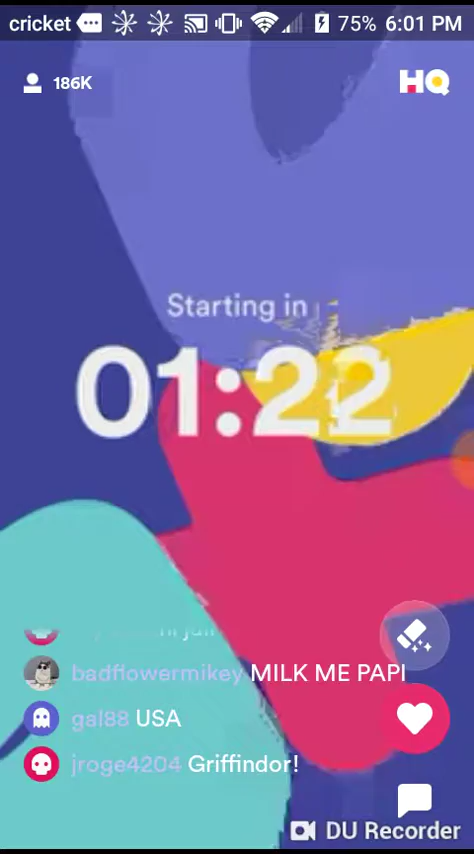 cricket 75% 6:01 PM
186K HQ
Starting in
01:22
badflowermikey MILK ME PAPI
gal88 USA
jroge4204 Griffindor!
DU Recorder